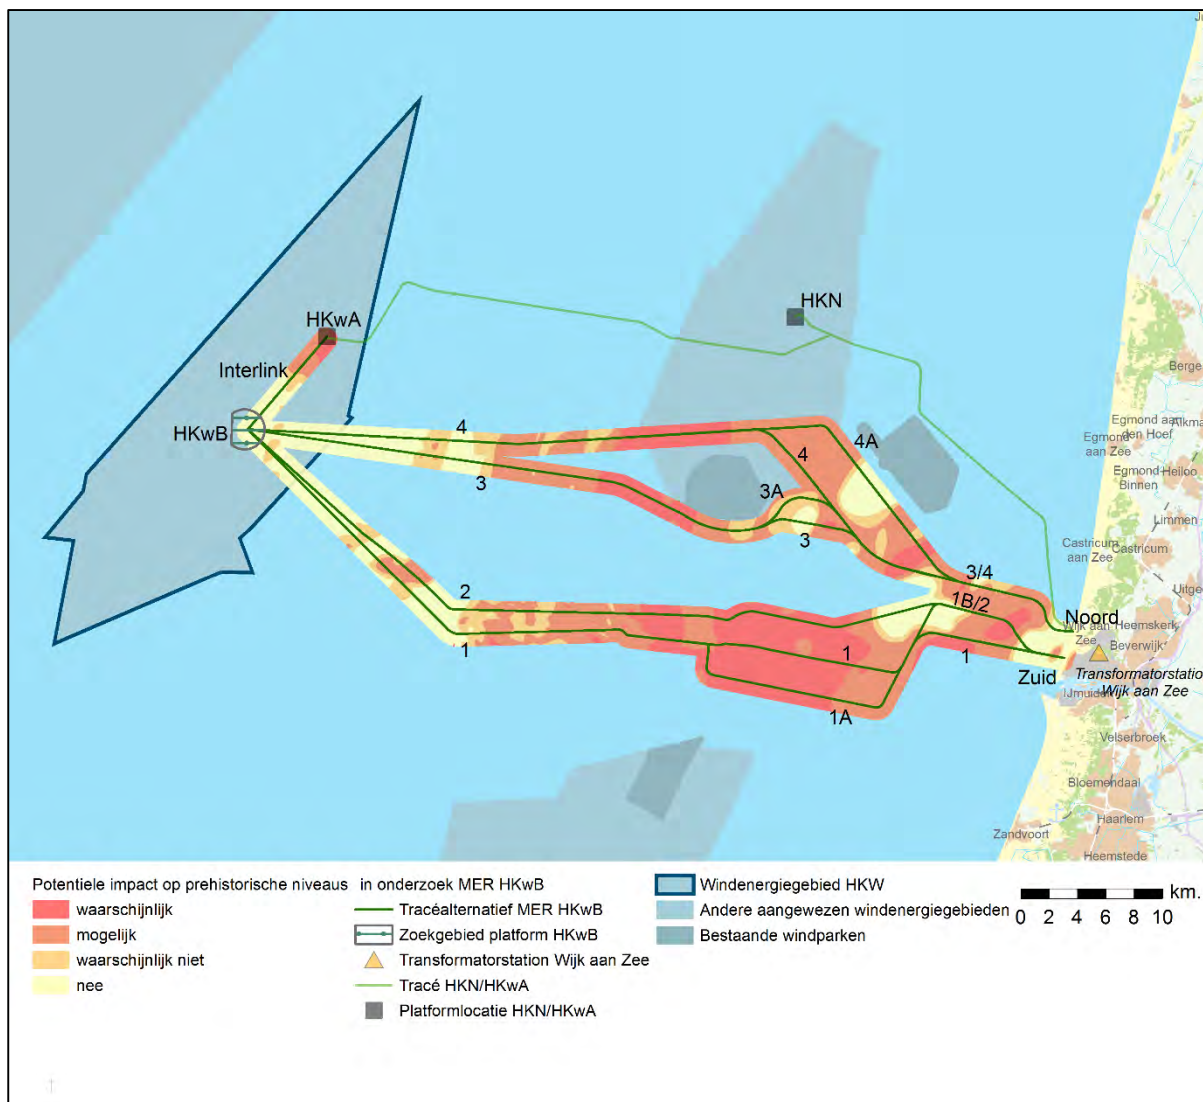 HKN
HKwA
Interlink
HKwB
4
3
4A
4
3A
3
3/4
1B/2
2
1
1
1
1A
Noord
Zuid
Transformatorstation
Wijk aan Zee
Berge
Egmond aan
den Hoef
Alkma
Egmond
aan Zee
Egmond
Binnen
Heiloo
Limmen
Castricum
aan Zee
Castricum
Uitgee
Wijk aan
Zee
Heemskerk
Beverwijk
IJmuiden
Velserbroek
Bloemendaal
Haarlem
Zandvoort
Heemstede
Potentiele impact op prehistorische niveaus
waarschijnlijk
mogelijk
waarschijnlijk niet
nee
in onderzoek MER HKwB
Tracéalternatief MER HKwB
Zoekgebied platform HKwB
Transformatorstation Wijk aan Zee
Tracé HKN/HKwA
Platformlocatie HKN/HKwA
Windenergiegebied HKW
Andere aangewezen windenergiegebieden
Bestaande windparken
km.
0 2 4 6 8 10